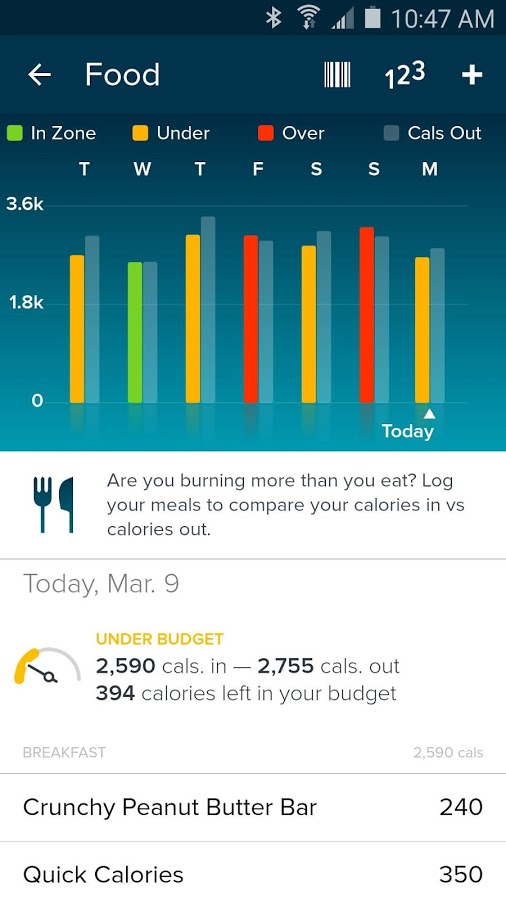 10:47 AM
Food
123
In Zone Under Over Cals Out
T W T F S S M
3.6k
1.8k
0
Today
Are you burning more than you eat? Log
your meals to compare your calories in vs
calories out.
Today, Mar. 9
UNDER BUDGET
2,590 cals. in — 2,755 cals. out
394 calories left in your budget
BREAKFAST 2,590 cals
Crunchy Peanut Butter Bar 240
Quick Calories 350